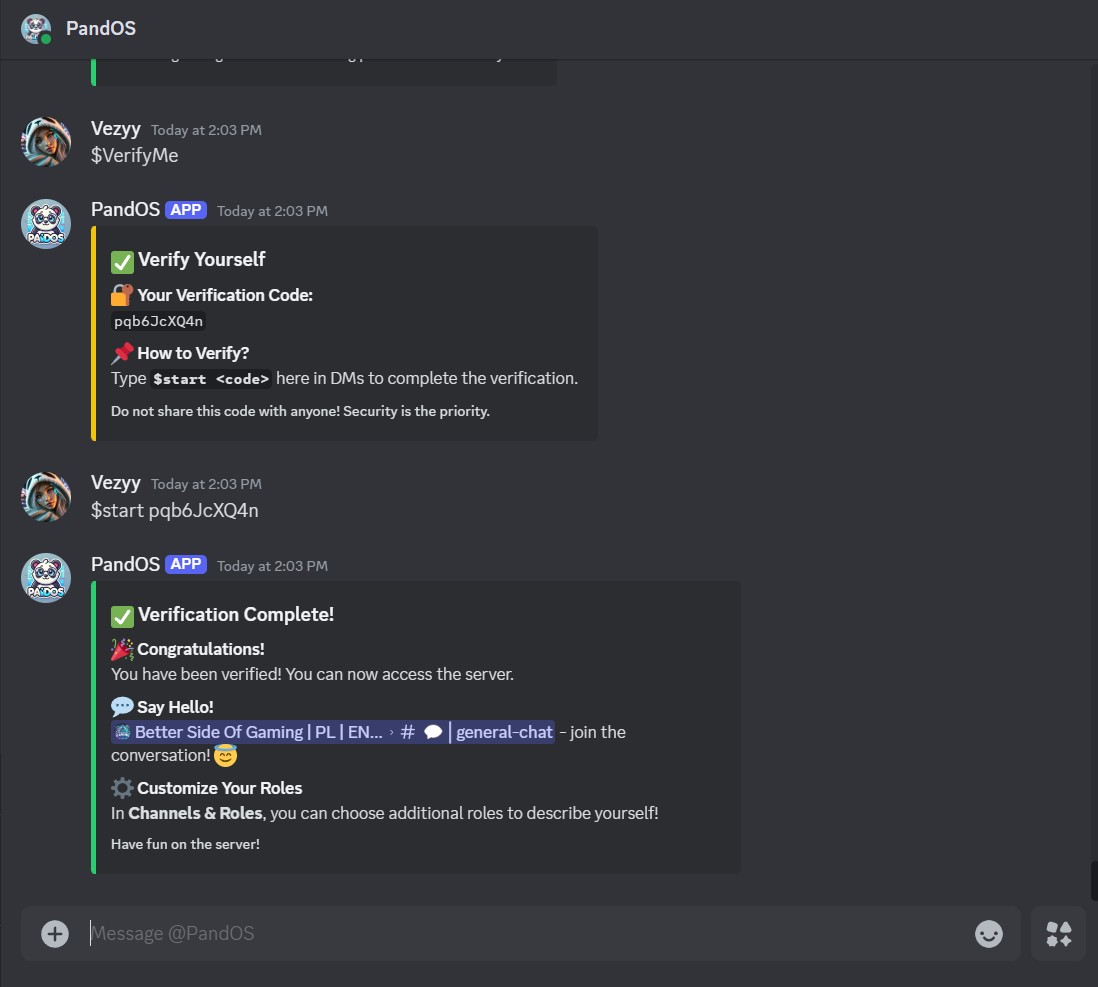 PandOS
Vezyy Today at 2:03 PM
$VerifyMe
PandOS APP Today at 2:03 PM
✅ Verify Yourself
🔐 Your Verification Code:
pqb6JcXQ4n
📌 How to Verify?
Type $start <code> here in DMs to complete the verification.
Do not share this code with anyone! Security is the priority.
Vezyy Today at 2:03 PM
$start pqb6JcXQ4n
PANDOS
PandOS APP Today at 2:03 PM
✅ Verification Complete!
🎉 Congratulations!
You have been verified! You can now access the server.
💬 Say Hello!
Better Side Of Gaming | PL | EN... › # 💬 | general-chat - join the
conversation! 😇
⚙️ Customize Your Roles
In Channels & Roles, you can choose additional roles to describe yourself!
Have fun on the server!
Message @PandOS